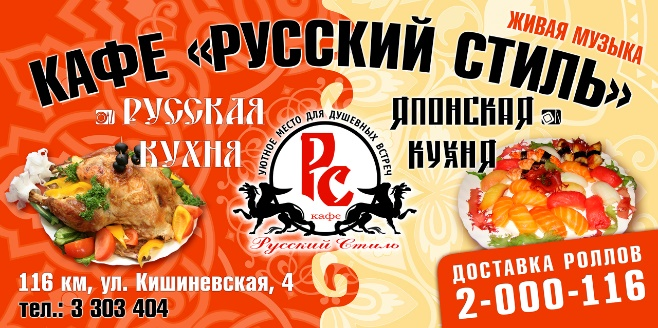 КАФЕ «РУССКИЙ СТИЛЬ»
ЖИВАЯ МУЗЫКА
РУССКАЯ
КУХНЯ
ЯПОНСКАЯ
КУХНЯ
УЮТНОЕ МЕСТО ДЛЯ ДУШЕВНЫХ ВСТРЕЧ
РС
кафе
Русский Стиль
116 км, ул. Кишиневская, 4
тел.: 3 303 404
ДОСТАВКА РОЛЛОВ
2-000-116